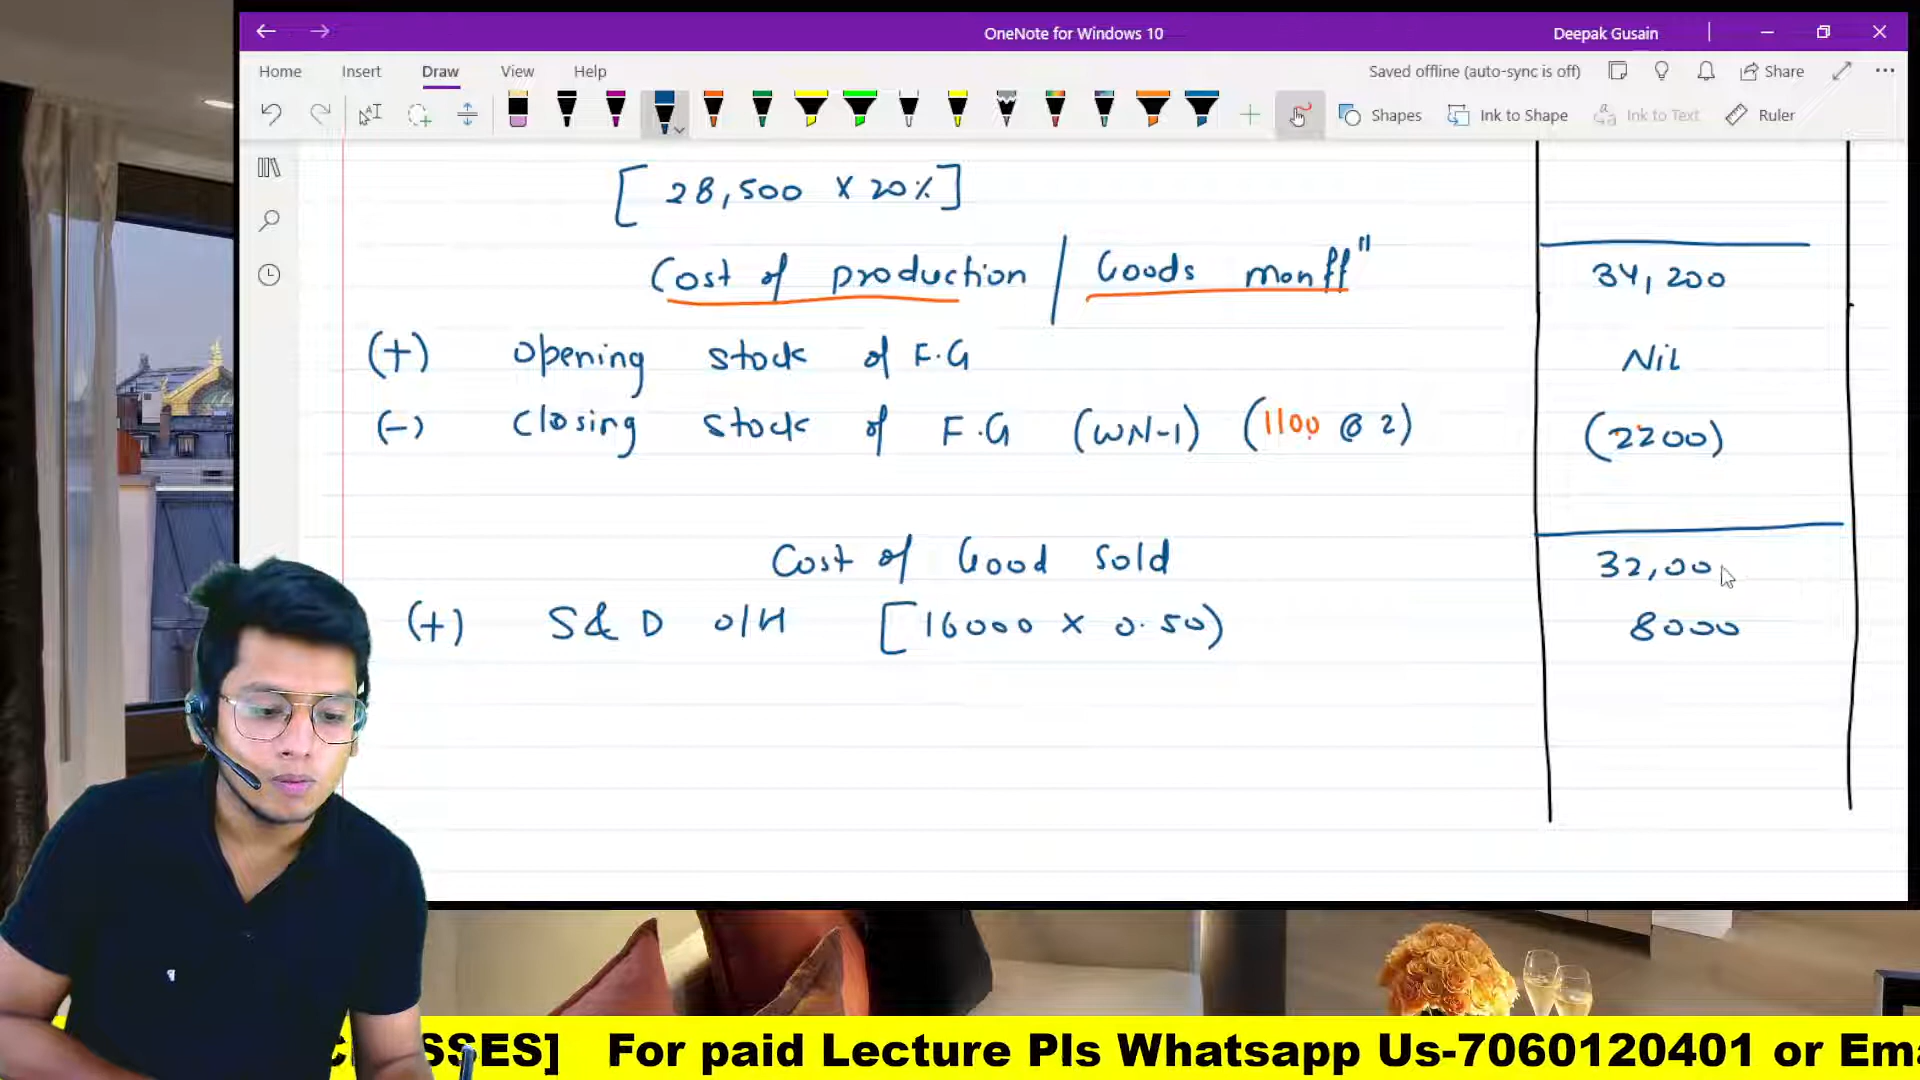 OneNote for Windows 10
Deepak Gusain
Home Insert Draw View Help
Saved offline (auto-sync is off) Share
Shapes Ink to Shape Ink to Text Ruler
[ 28,500 x 20% ]
Cost of production / Goods manff" 34,200
(+) Opening stock of F.G Nil
(-) Closing stock of F.G (WN-1) (1100 @ 2) (2200)
Cost of Good Sold 32,00
(+) S & D o/H [16000 x 0.50) 8000
SSES] For paid Lecture Pls Whatsapp Us-7060120401 or Ema